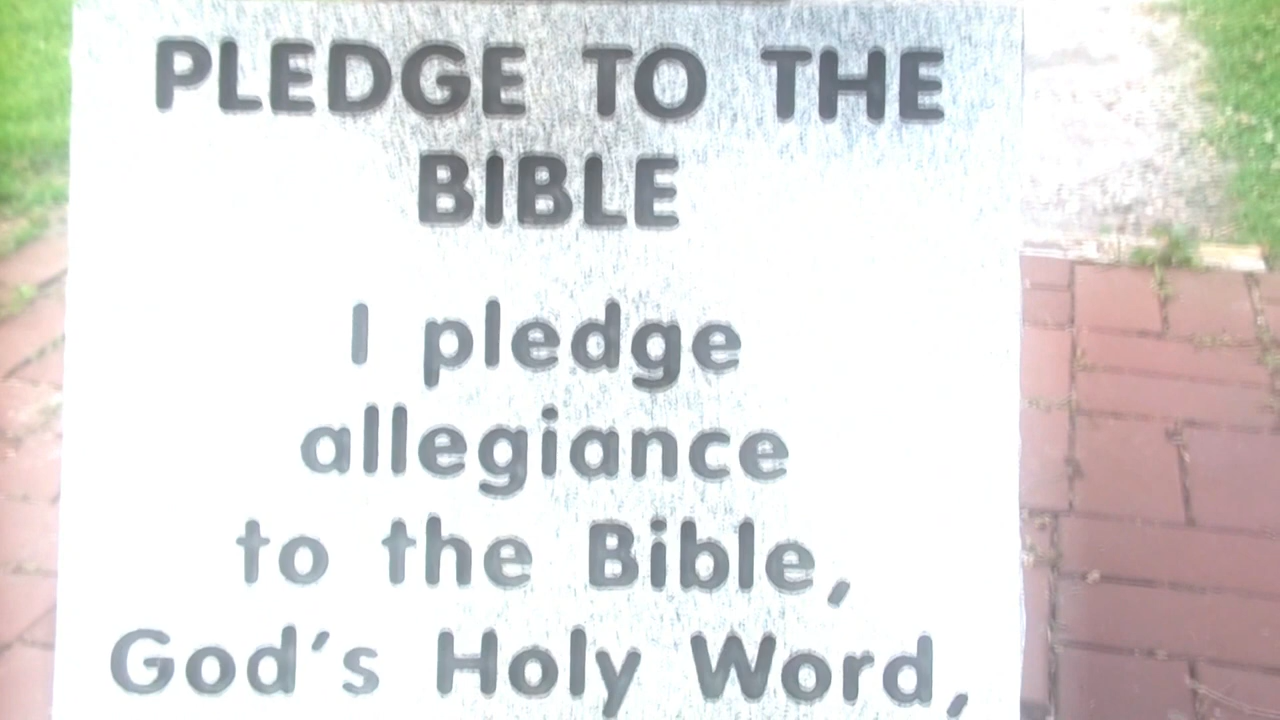 PLEDGE TO THE
BIBLE
I pledge
allegiance
to the Bible,
God's Holy Word,